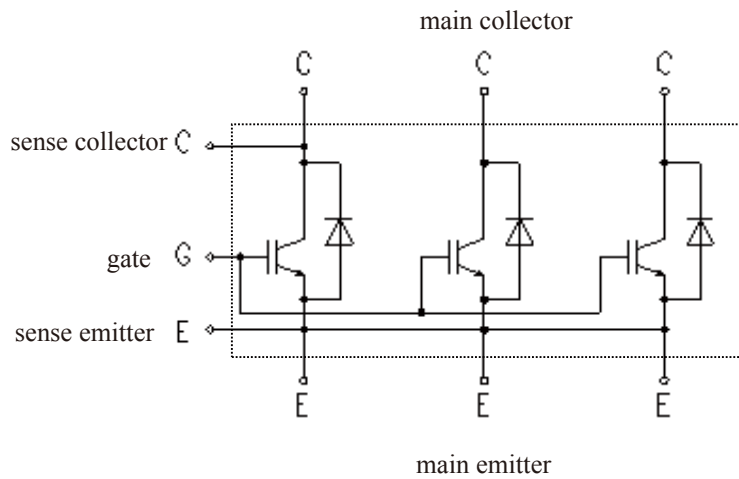 main collector
C C C
sense collector C
gate G
sense emitter E
E E E
main emitter